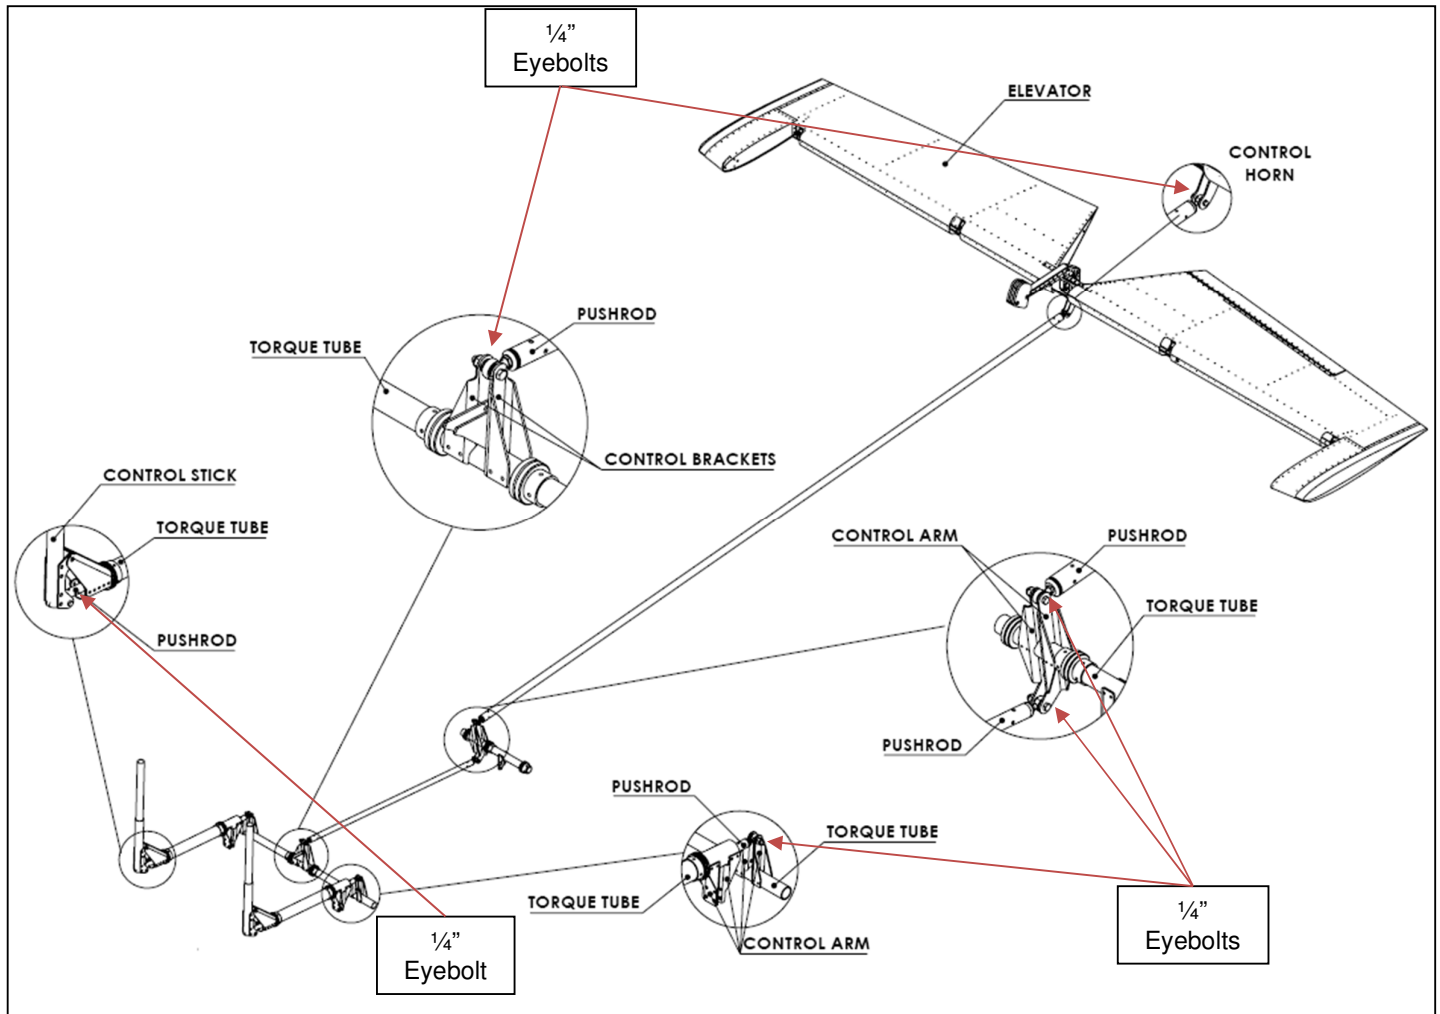 ¼”
Eyebolts
ELEVATOR
CONTROL
HORN
PUSHROD
TORQUE TUBE
CONTROL BRACKETS
CONTROL STICK
TORQUE TUBE
PUSHROD
CONTROL ARM
PUSHROD
TORQUE TUBE
PUSHROD
PUSHROD
TORQUE TUBE
TORQUE TUBE
CONTROL ARM
¼”
Eyebolt
¼”
Eyebolts